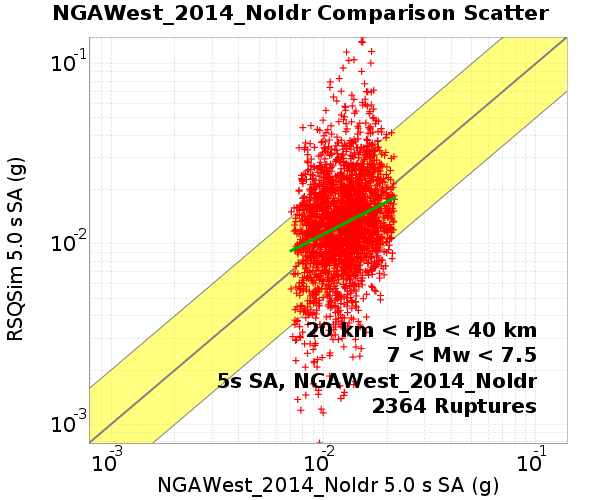 NGAWest_2014_NoIdr Comparison Scatter
10-1
10-2
10-3
RSQSim 5.0 s SA (g)
20 km < rJB < 40 km
7 < Mw < 7.5
5s SA, NGAWest_2014_NoIdr
2364 Ruptures
10-3 10-2 10-1
NGAWest_2014_NoIdr 5.0 s SA (g)